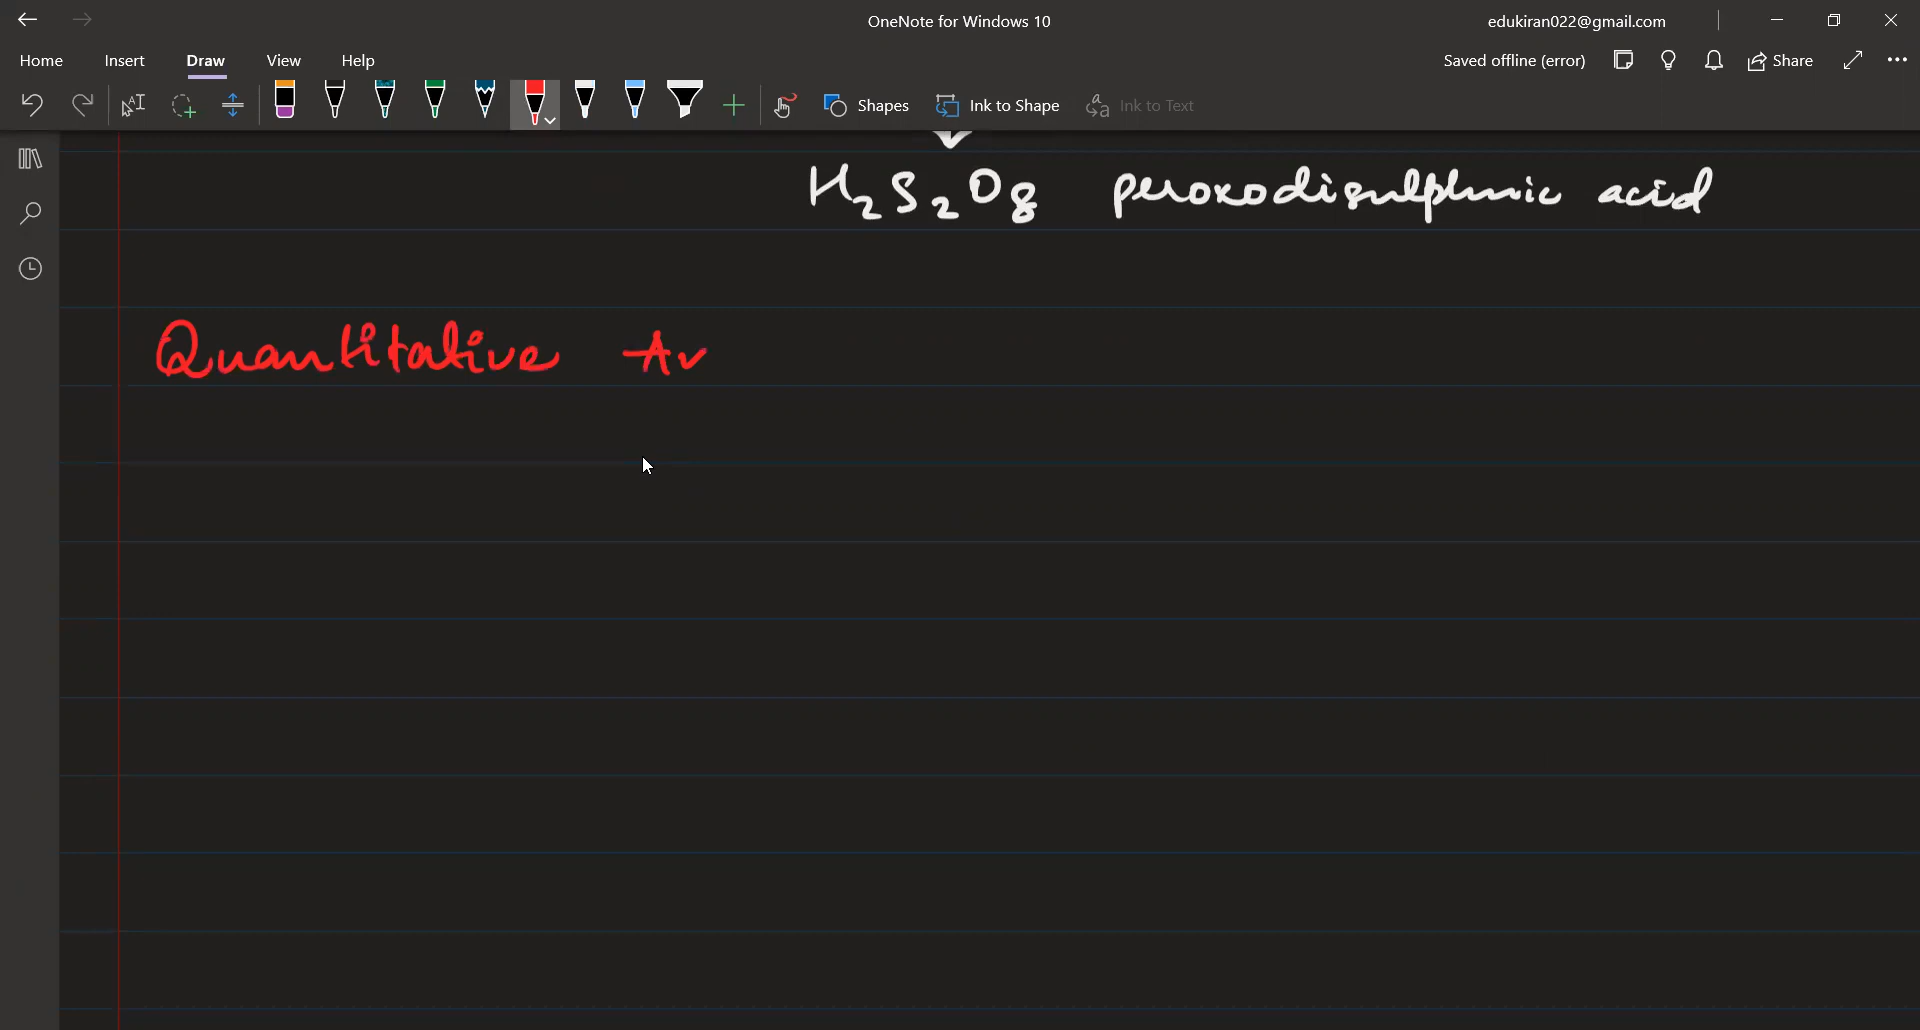 OneNote for Windows 10
edukiran022@gmail.com
Home Insert Draw View Help
Saved offline (error) Share
Shapes Ink to Shape Ink to Text
H₂S₂O₈ peroxodisulphuric acid
Quantitative An